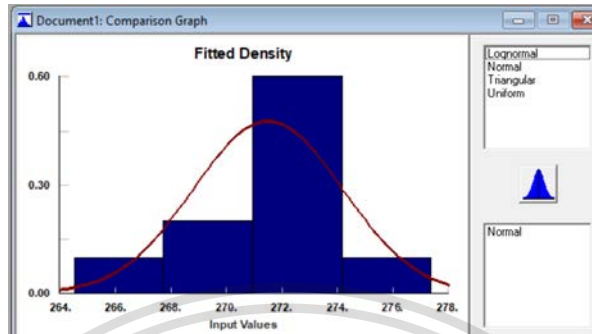 Document1: Comparison Graph
Fitted Density
0.60
0.30
0.00
264. 266. 268. 270. 272. 274. 276. 278.
Input Values
Lognormal
Normal
Triangular
Uniform
Normal